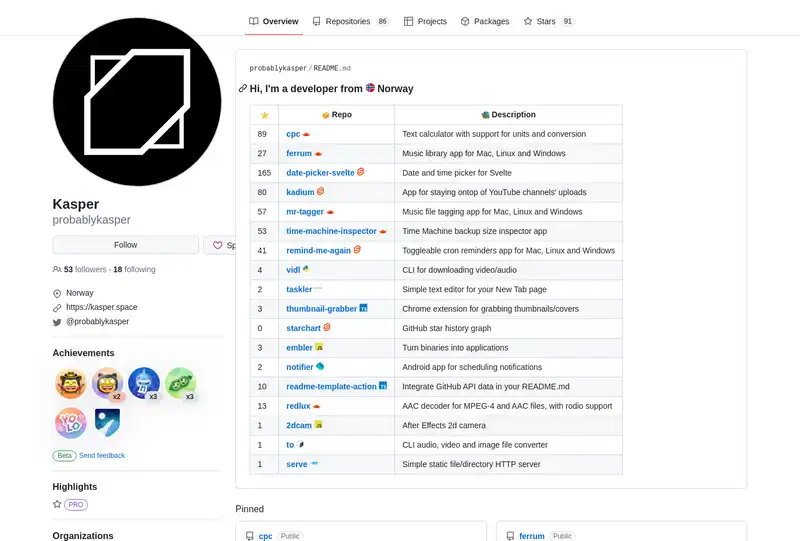 Overview Repositories 86 Projects Packages Stars 91
probablykasper/README.md
Hi, I'm a developer from Norway
Repo Description
89 cpc Text calculator with support for units and conversion
27 ferrum Music library app for Mac, Linux and Windows
165 date-picker-svelte Date and time picker for Svelte
80 kadium App for staying ontop of YouTube channels' uploads
57 mr-tagger Music file tagging app for Mac, Linux and Windows
53 time-machine-inspector Time Machine backup size inspector app
41 remind-me-again Toggleable cron reminders app for Mac, Linux and Windows
4 vidl CLI for downloading video/audio
2 taskler Simple text editor for your New Tab page
3 thumbnail-grabber TS Chrome extension for grabbing thumbnails/covers
0 starchart GitHub star history graph
3 embler JS Turn binaries into applications
2 notifier Android app for scheduling notifications
10 readme-template-action TS Integrate GitHub API data in your README.md
13 redlux AAC decoder for MPEG-4 and AAC files, with rodio support
1 2dcam JS After Effects 2d camera
1 to CLI audio, video and image file converter
1 serve Simple static file/directory HTTP server
Kasper
probablykasper
Follow Sp
53 followers · 18 following
Norway
https://kasper.space
@probablykasper
Achievements
x2 x3 x3
YOLO
Beta Send feedback
Highlights
PRO
Organizations
Pinned
cpc Public
ferrum Public